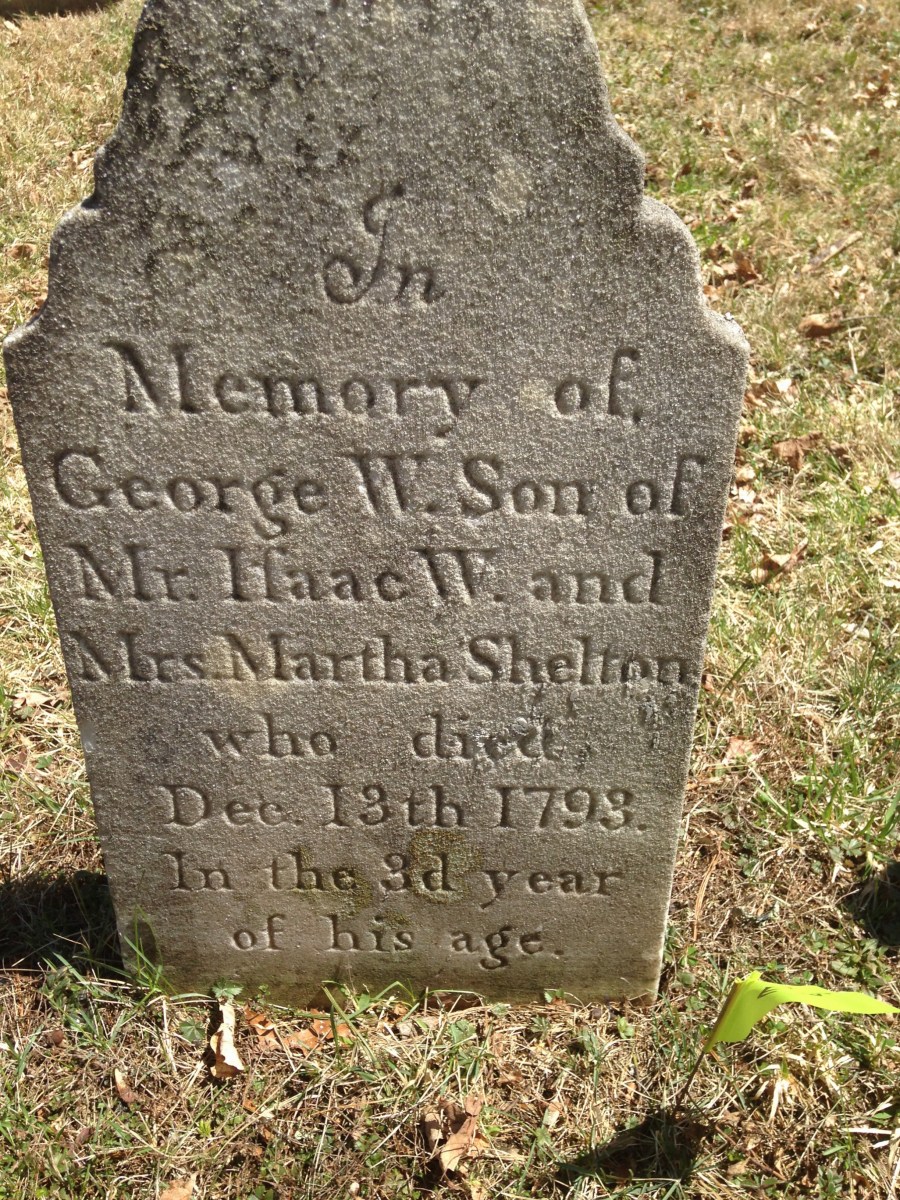 In
Memory of,
George W. Son of
Mr. Iſaac W. and
Mrs. Martha Shelton
who died
Dec. 13th 1793.
In the 3d year
of his age.